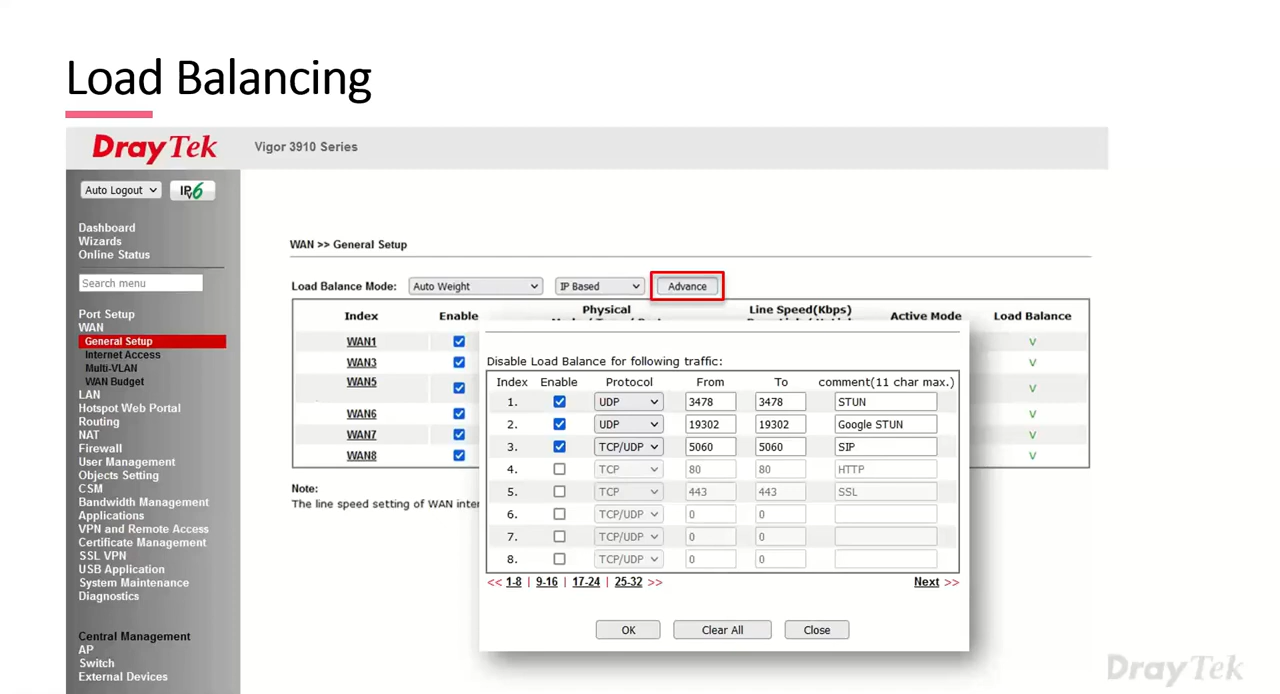 Load Balancing
DrayTek
Vigor 3910 Series
Auto Logout
IPv6
Dashboard
Wizards
Online Status
Search menu
Port Setup
WAN
General Setup
Internet Access
Multi-VLAN
WAN Budget
LAN
Hotspot Web Portal
Routing
NAT
Firewall
User Management
Objects Setting
CSM
Bandwidth Management
Applications
VPN and Remote Access
Certificate Management
SSL VPN
USB Application
System Maintenance
Diagnostics
Central Management
AP
Switch
External Devices
WAN >> General Setup
Load Balance Mode: Auto Weight IP Based Advance
Index Enable Physical Line Speed(Kbps) Active Mode Load Balance
WAN1 V
WAN3 V
WAN5 V
WAN6 V
WAN7 V
WAN8 V
Note:
The line speed setting of WAN
Disable Load Balance for following traffic:
Index Enable Protocol From To comment(11 char max.)
1. UDP 3478 3478 STUN
2. UDP 19302 19302 Google STUN
3. TCP/UDP 5060 5060 SIP
4. TCP 80 80 HTTP
5. TCP 443 443 SSL
6. TCP/UDP 0 0
7. TCP/UDP 0 0
8. TCP/UDP 0 0
<< 1-8 | 9-16 | 17-24 | 25-32 >> Next >>
OK Clear All Close
DrayTek